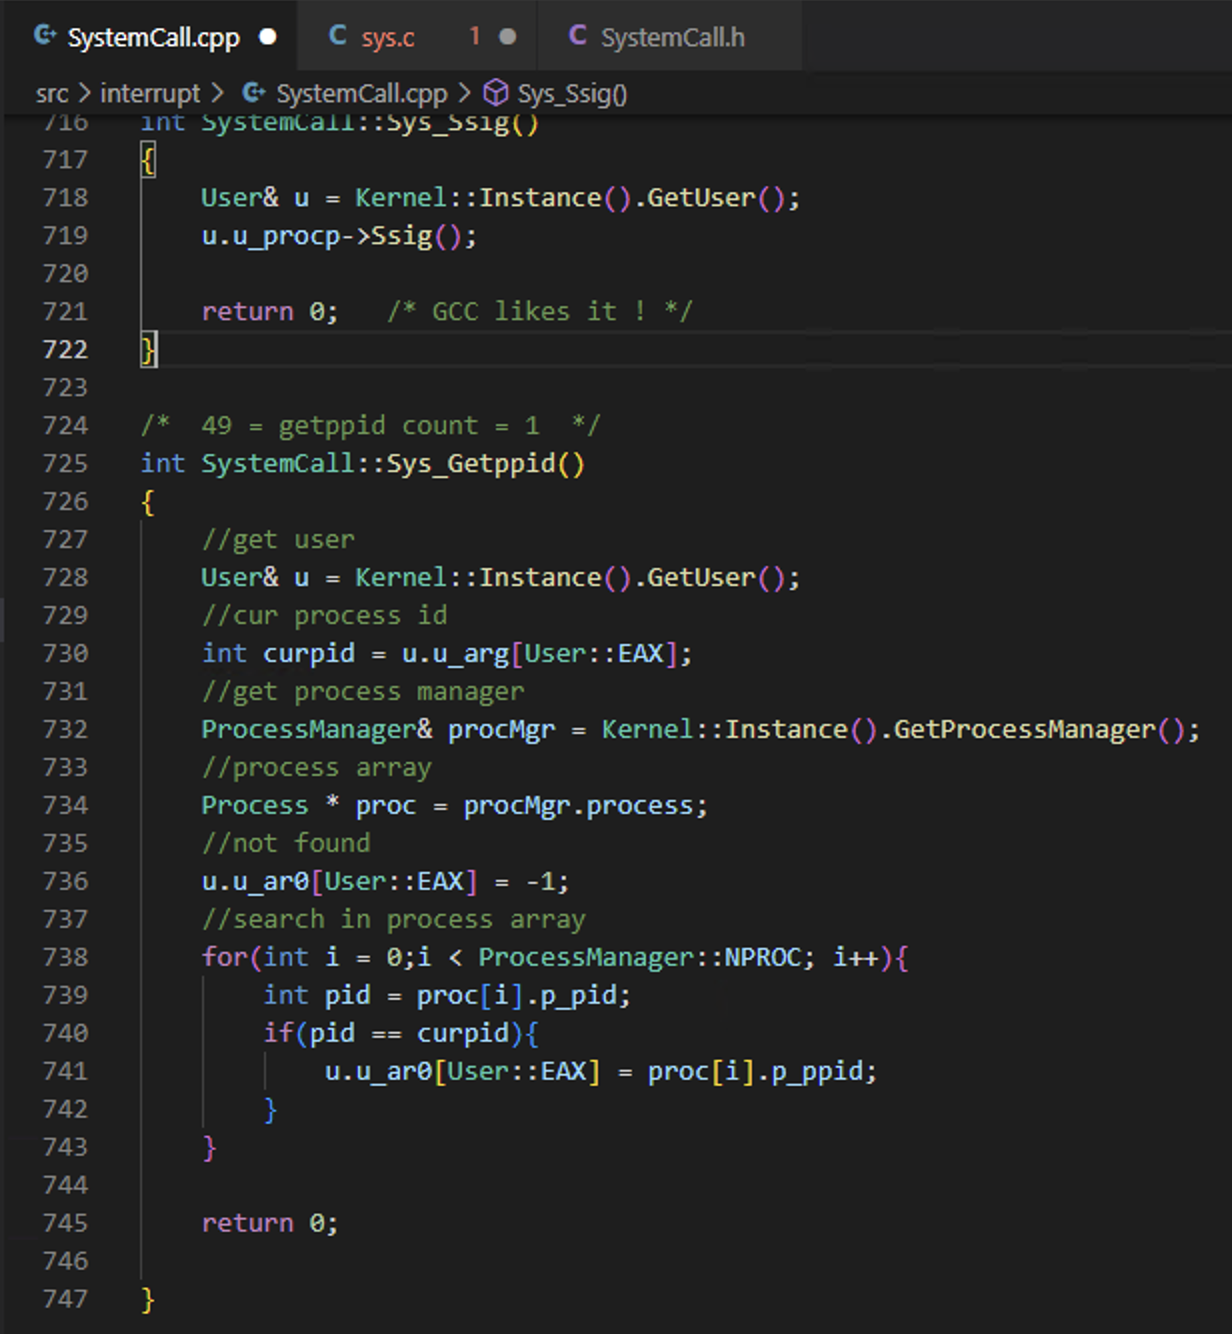 SystemCall.cpp sys.c 1 SystemCall.h
src > interrupt > SystemCall.cpp > Sys_Ssig()
716 int SystemCall::Sys_Ssig()
717 {
718 User& u = Kernel::Instance().GetUser();
719 u.u_procp->Ssig();
720
721 return 0; /* GCC likes it ! */
722 }
723
724 /* 49 = getppid count = 1 */
725 int SystemCall::Sys_Getppid()
726 {
727 //get user
728 User& u = Kernel::Instance().GetUser();
729 //cur process id
730 int curpid = u.u_arg[User::EAX];
731 //get process manager
732 ProcessManager& procMgr = Kernel::Instance().GetProcessManager();
733 //process array
734 Process * proc = procMgr.process;
735 //not found
736 u.u_ar0[User::EAX] = -1;
737 //search in process array
738 for(int i = 0;i < ProcessManager::NPROC; i++){
739 int pid = proc[i].p_pid;
740 if(pid == curpid){
741 u.u_ar0[User::EAX] = proc[i].p_ppid;
742 }
743 }
744
745 return 0;
746
747 }